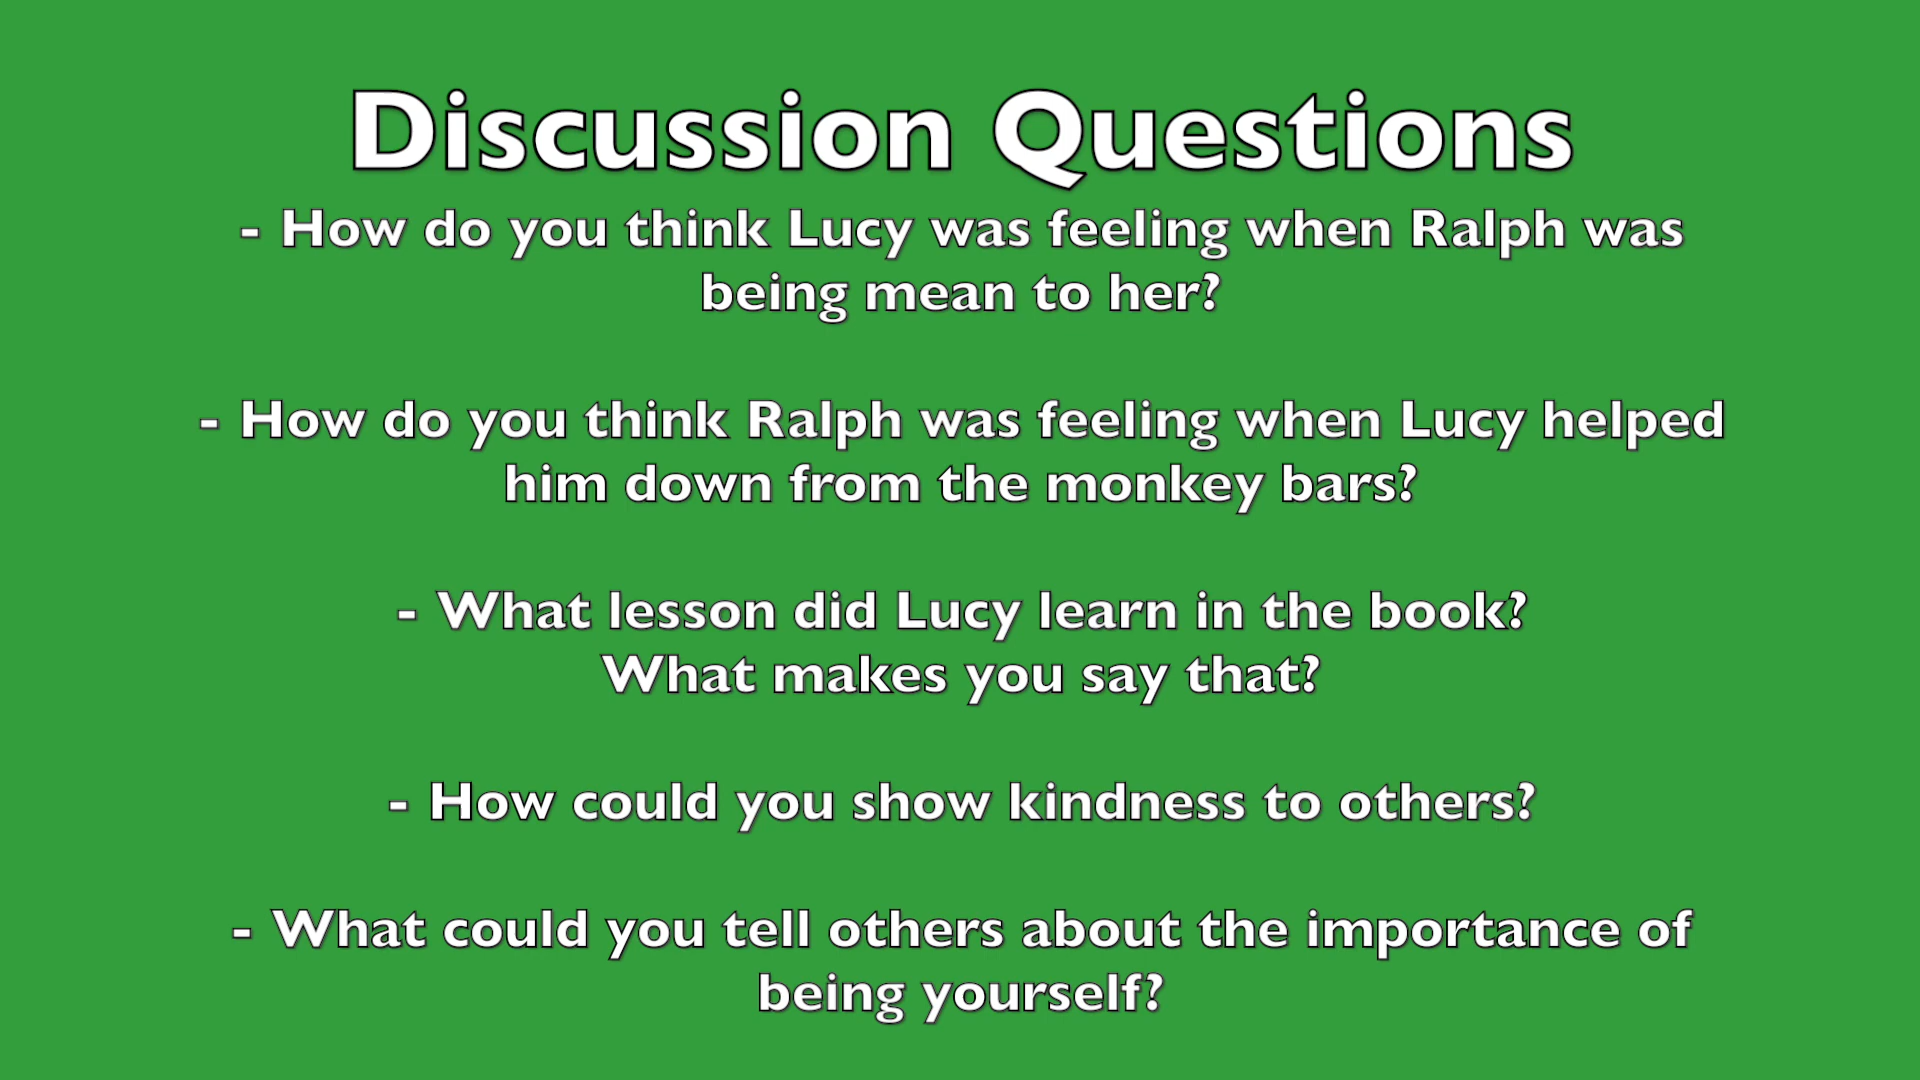 Discussion Questions
- How do you think Lucy was feeling when Ralph was
being mean to her?
- How do you think Ralph was feeling when Lucy helped
him down from the monkey bars?
- What lesson did Lucy learn in the book?
What makes you say that?
- How could you show kindness to others?
- What could you tell others about the importance of
being yourself?